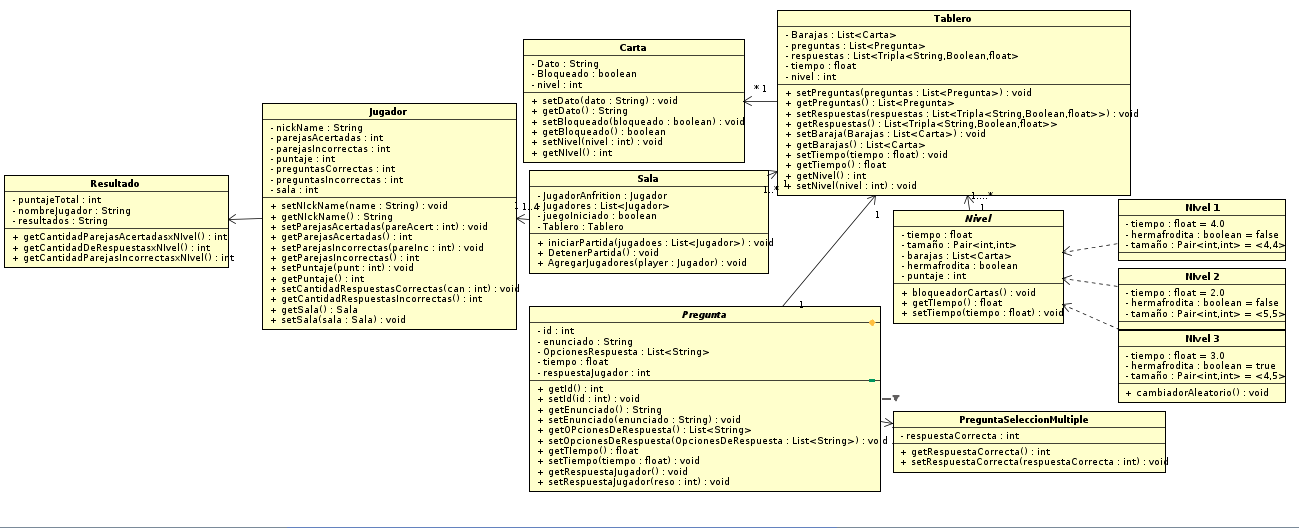 Resultado
- puntajeTotal : int
- nombreJugador : String
- resultados : String
+ getCantidadParejasAcertadasxNivel() : int
+ getCantidadDeRespuestasxNivel() : int
+ getCantidadParejasIncorrectasxNivel() : int
Jugador
- nickName : String
- parejasAcertadas : int
- parejasIncorrectas : int
- puntaje : int
- preguntasCorrectas : int
- preguntasIncorrectas : int
- sala : int
+ setNickName(name : String) : void
+ getNickName() : String
+ setParejasAcertadas(pareAcert : int) : void
+ getParejasAcertadas() : int
+ setParejasIncorrectas(pareInc : int) : void
+ getParejasIncorrectas() : int
+ setPuntaje(punt : int) : void
+ getPuntaje() : int
+ setCantidadRespuestasCorrectas(can : int) : void
+ getCantidadRespuestasIncorrectas() : int
+ getSala() : Sala
+ setSala(sala : Sala) : void
Carta
- Dato : String
- Bloqueado : boolean
- nivel : int
+ setDato(dato : String) : void
+ getDato() : String
+ setBloqueado(bloqueado : boolean) : void
+ getBloqueado() : boolean
+ setNivel(nivel : int) : void
+ getNIvel() : int
* 1
Sala
- JugadorAnfrition : Jugador
- Jugadores : List<Jugador>
- juegoIniciado : boolean
- Tablero : Tablero
+ iniciarPartida(jugadoes : List<Jugador>) : void
+ DetenerPartida() : void
+ AgregarJugadores(player : Jugador) : void
1
1..4
1..*
1
Tablero
- Barajas : List<Carta>
- preguntas : List<Pregunta>
- respuestas : List<Tripla<String,Boolean,float>
- tiempo : float
- nivel : int
+ setPreguntas(preguntas : List<Pregunta>) : void
+ getPreguntas() : List<Pregunta>
+ setRespuestas(respuestas : List<Tripla<String,Boolean,float>>) : void
+ getRespuestas() : List<Tripla<String,Boolean,float>>
+ setBaraja(Barajas : List<Carta>) : void
+ getBarajas() : List<Carta>
+ setTiempo(tiempo : float) : void
+ getTiempo() : float
+ getNivel() : int
+ setNivel(nivel : int) : void
1....*
1
1
1
Nivel
- tiempo : float
- tamaño : Pair<int,int>
- barajas : List<Carta>
- hermafrodita : boolean
- puntaje : int
+ bloqueadorCartas() : void
+ getTiempo() : float
+ setTiempo(tiempo : float) : void
NIvel 1
- tiempo : float = 4.0
- hermafrodita : boolean = false
- tamaño : Pair<int,int> = <4,4>
NIvel 2
- tiempo : float = 2.0
- hermafrodita : boolean = false
- tamaño : Pair<int,int> = <5,5>
NIvel 3
- tiempo : float = 3.0
- hermafrodita : boolean = true
- tamaño : Pair<int,int> = <4,5>
+ cambiadorAleatorio() : void
Pregunta
- id : int
- enunciado : String
- OpcionesRespuesta : List<String>
- tiempo : float
- respuestaJugador : int
+ getId() : int
+ setId(id : int) : void
+ getEnunciado() : String
+ setEnunciado(enunciado : String) : void
+ getOPcionesDeRespuesta() : List<String>
+ setOpcionesDeRespuesta(OpcionesDeRespuesta : List<String>) : void
+ getTiempo() : float
+ setTiempo(tiempo : float) : void
+ getRespuestaJugador() : void
+ setRespuestaJugador(reso : int) : void
PreguntaSeleccionMultiple
- respuestaCorrecta : int
+ getRespuestaCorrecta() : int
+ setRespuestaCorrecta(respuestaCorrecta : int) : void